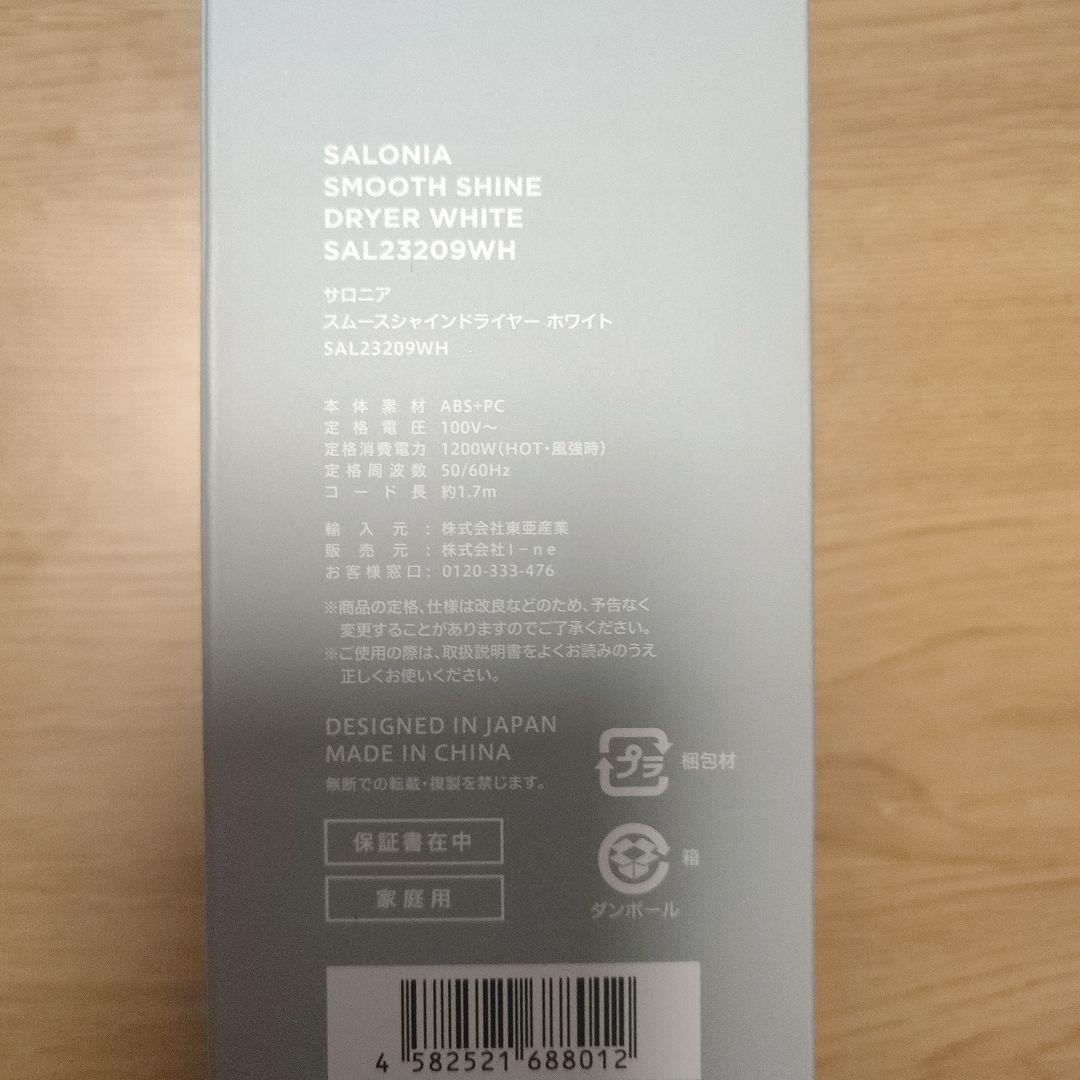 SALONIA
SMOOTH SHINE
DRYER WHITE
SAL23209WH
サロニア
スムースシャインドライヤー ホワイト
SAL23209WH
本体素材 ABS+PC
定格電圧 100V～
定格消費電力 1200W(HOT・風強時)
定格周波数 50/60Hz
コード長 約1.7m
輸入元：株式会社東亜産業
販売元：株式会社I－ne
お客様窓口：0120-333-476
※商品の定格、仕様は改良などのため、予告なく
変更することがありますのでご了承ください。
※ご使用の際は、取扱説明書をよくお読みのうえ
正しくお使いください。
DESIGNED IN JAPAN
MADE IN CHINA
無断での転載・複製を禁じます。
プラ 梱包材
保証書在中
箱
家庭用
ダンボール
4 582521 688012